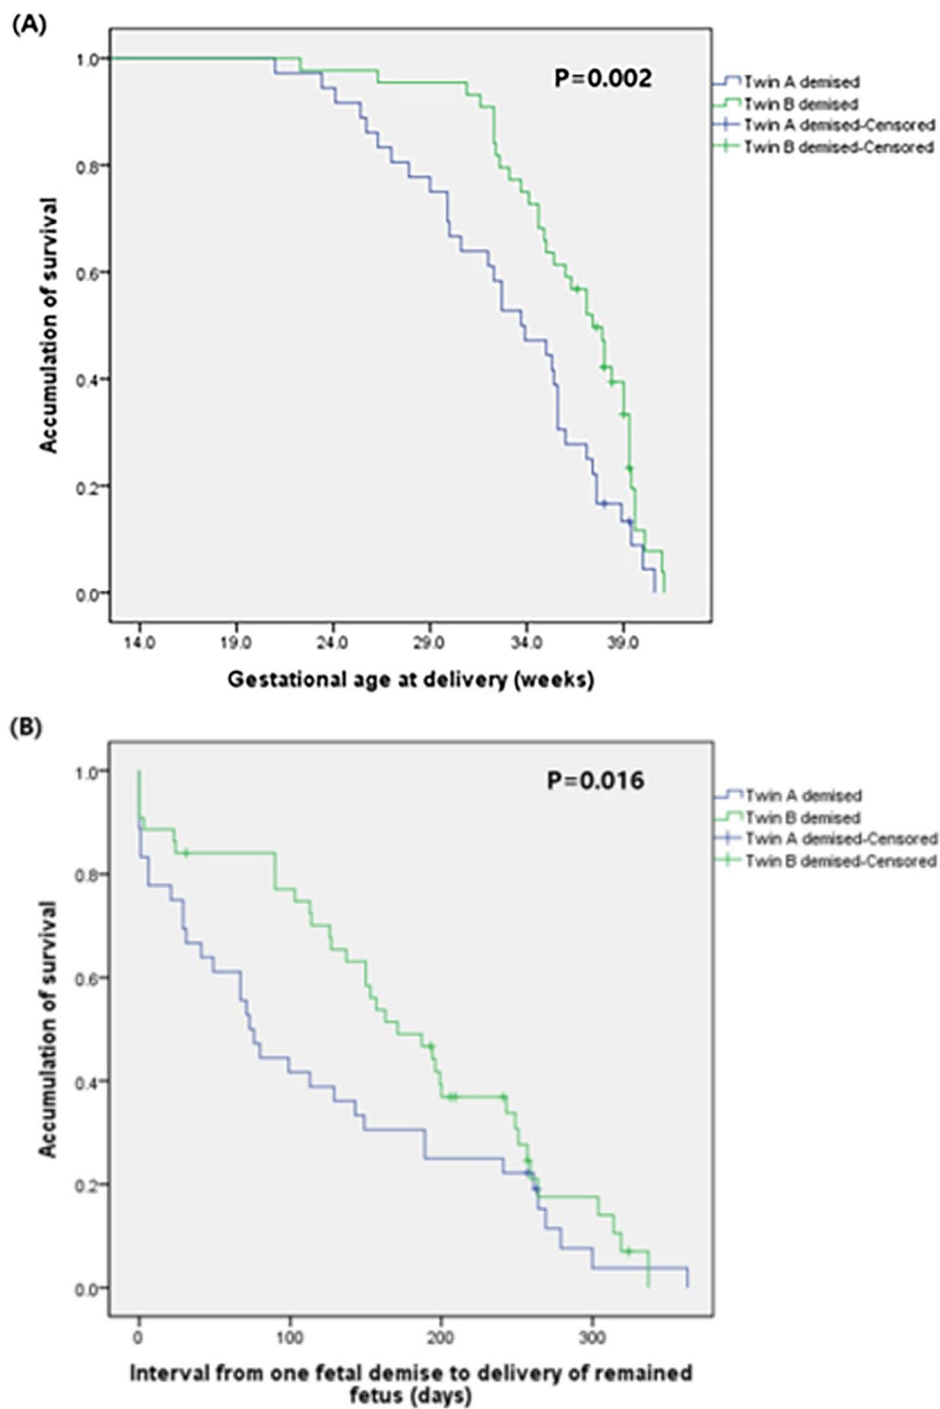 (A)
P=0.002
Twin A demised
Twin B demised
Twin A demised-Censored
Twin B demised-Censored
1.0
0.8
0.6
0.4
0.2
0.0
Accumulation of survival
14.0 19.0 24.0 29.0 34.0 39.0
Gestational age at delivery (weeks)
(B)
P=0.016
Twin A demised
Twin B demised
Twin A demised-Censored
Twin B demised-Censored
1.0
0.8
0.6
0.4
0.2
0.0
Accumulation of survival
0 100 200 300
Interval from one fetal demise to delivery of remained
fetus (days)